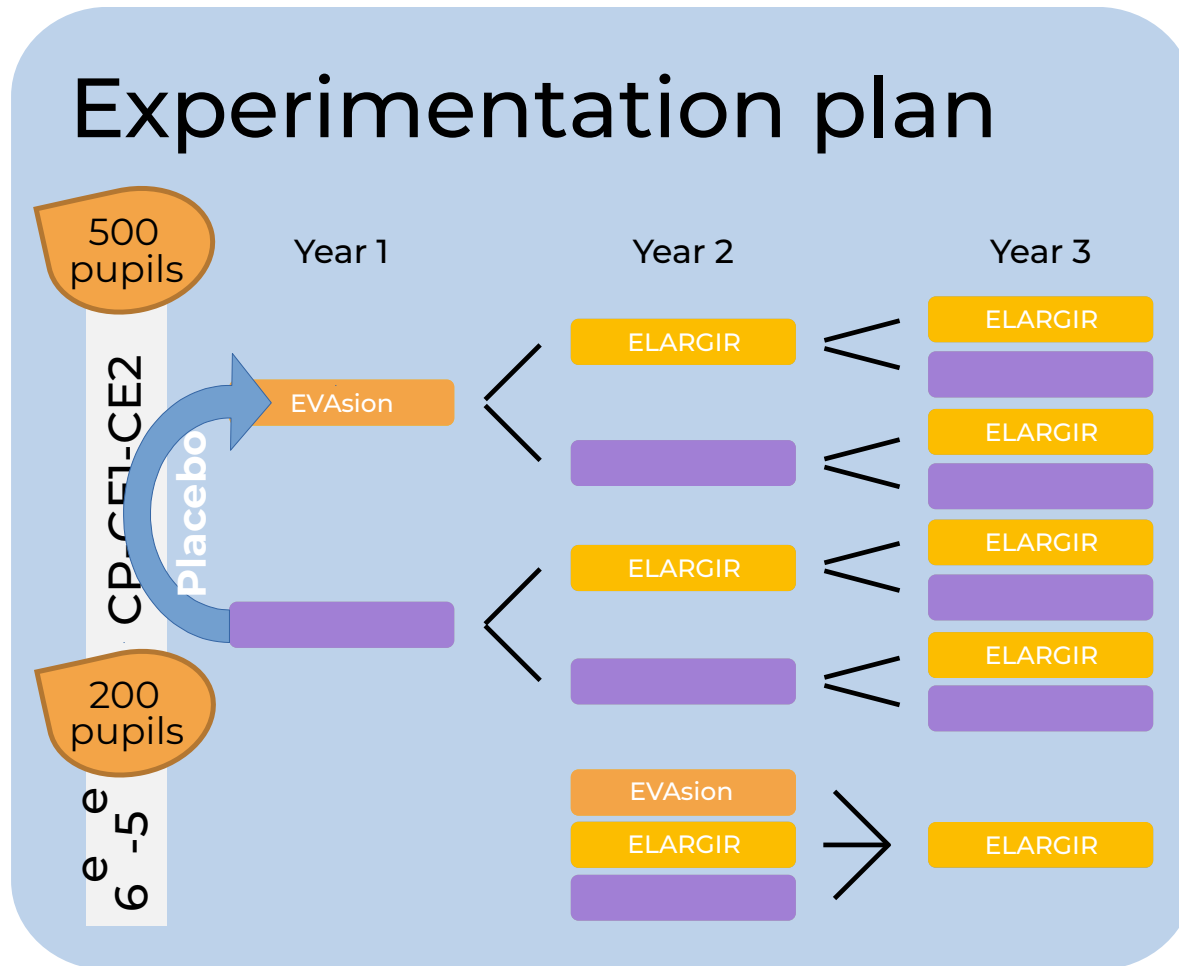 Experimentation plan
500
pupils
Year 1
Year 2
Year 3
CP-CE1-CE2
Placebo
EVAsion
ELARGIR
ELARGIR
ELARGIR
ELARGIR
ELARGIR
ELARGIR
200
pupils
6e-5e
EVAsion
ELARGIR
ELARGIR